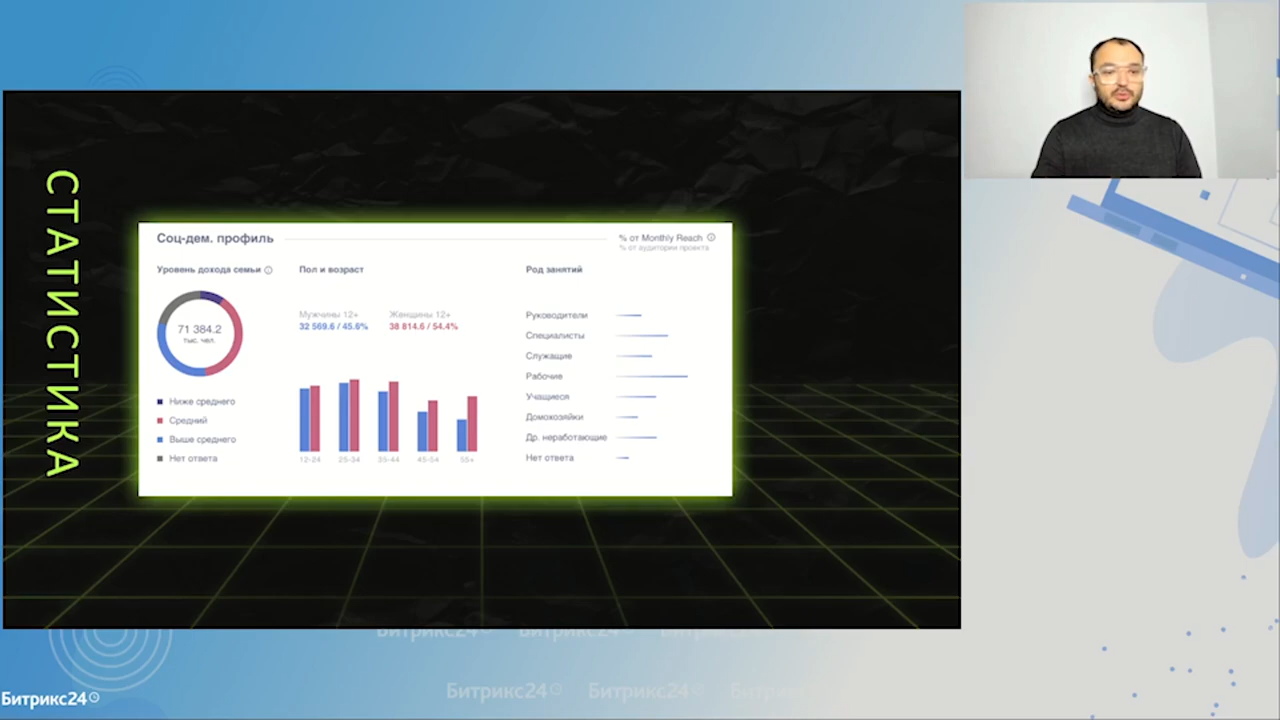 СТАТИСТИКА
Соц-дем. профиль
% от Monthly Reach
% от аудитории проекта
Уровень дохода семьи
71 384.2
тыс. чел.
Ниже среднего
Средний
Выше среднего
Нет ответа
Пол и возраст
Мужчины 12+
32 569.6 / 45.6%
Женщины 12+
38 814.6 / 54.4%
12-24 25-34 35-44 45-54 55+
Род занятий
Руководители
Специалисты
Служащие
Рабочие
Учащиеся
Домохозяйки
Др. неработающие
Нет ответа
Битрикс24 Битрикс24
Битрикс24 Битрикс24
Битрикс24